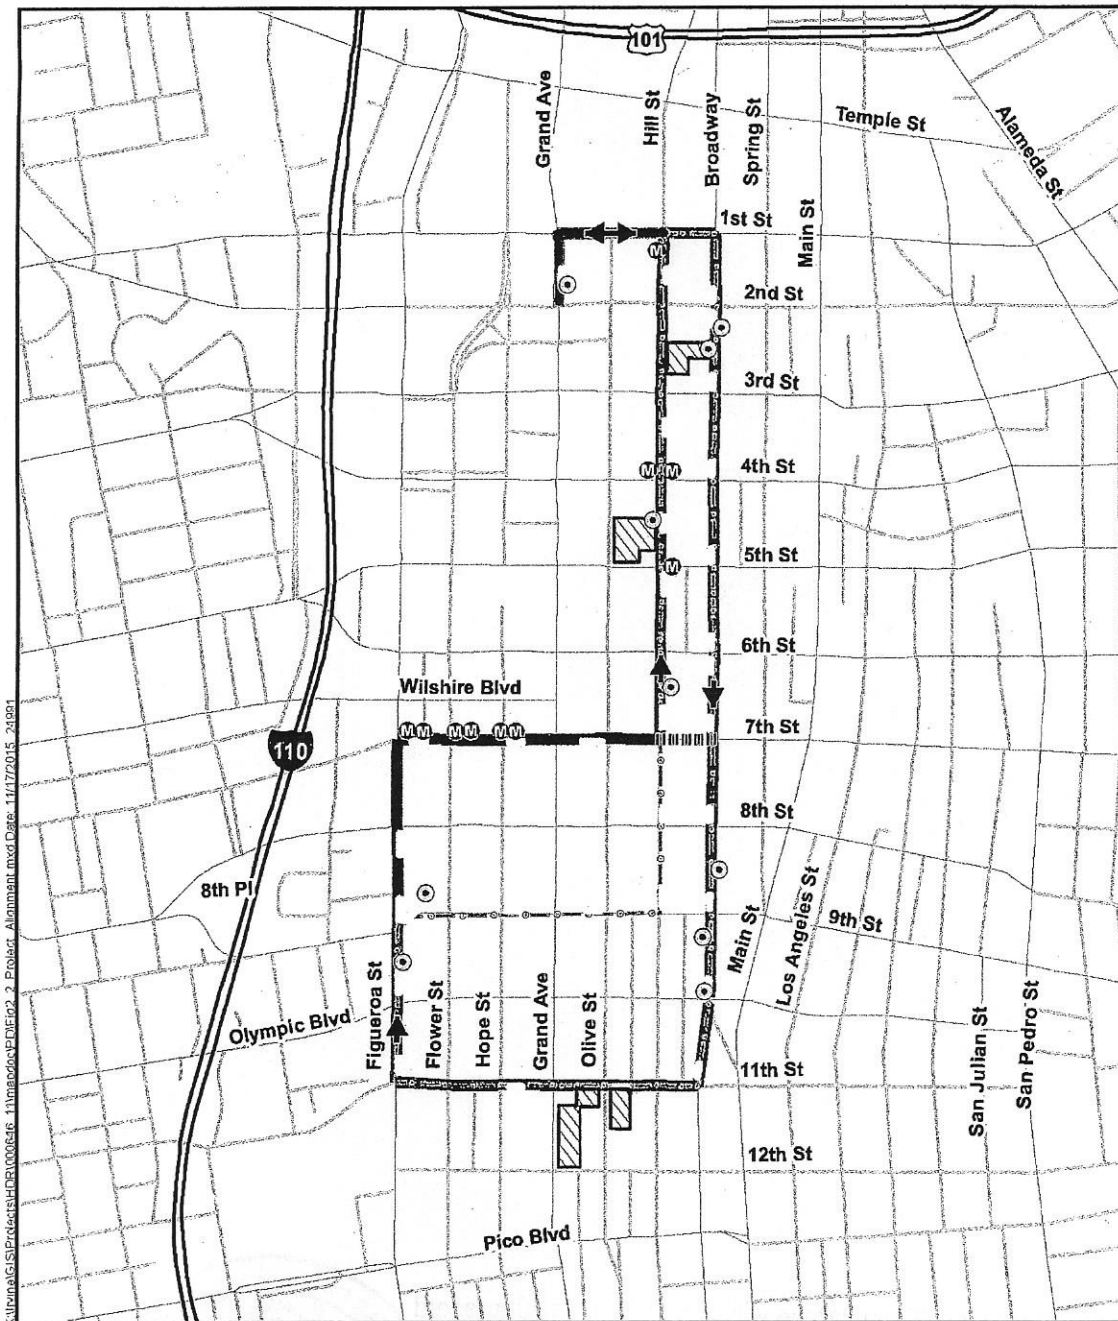 101
Grand Ave
Hill St
Broadway
Spring St
Temple St
Alameda St
1st St
Main St
M
2nd St
3rd St
M M
4th St
5th St
M
6th St
Wilshire Blvd
M M M M M M
7th St
110
8th St
8th Pl
Main St
Los Angeles St
9th St
Figueroa St
Flower St
Hope St
Grand Ave
Olive St
Olympic Blvd
11th St
San Julian St
San Pedro St
12th St
Pico Blvd